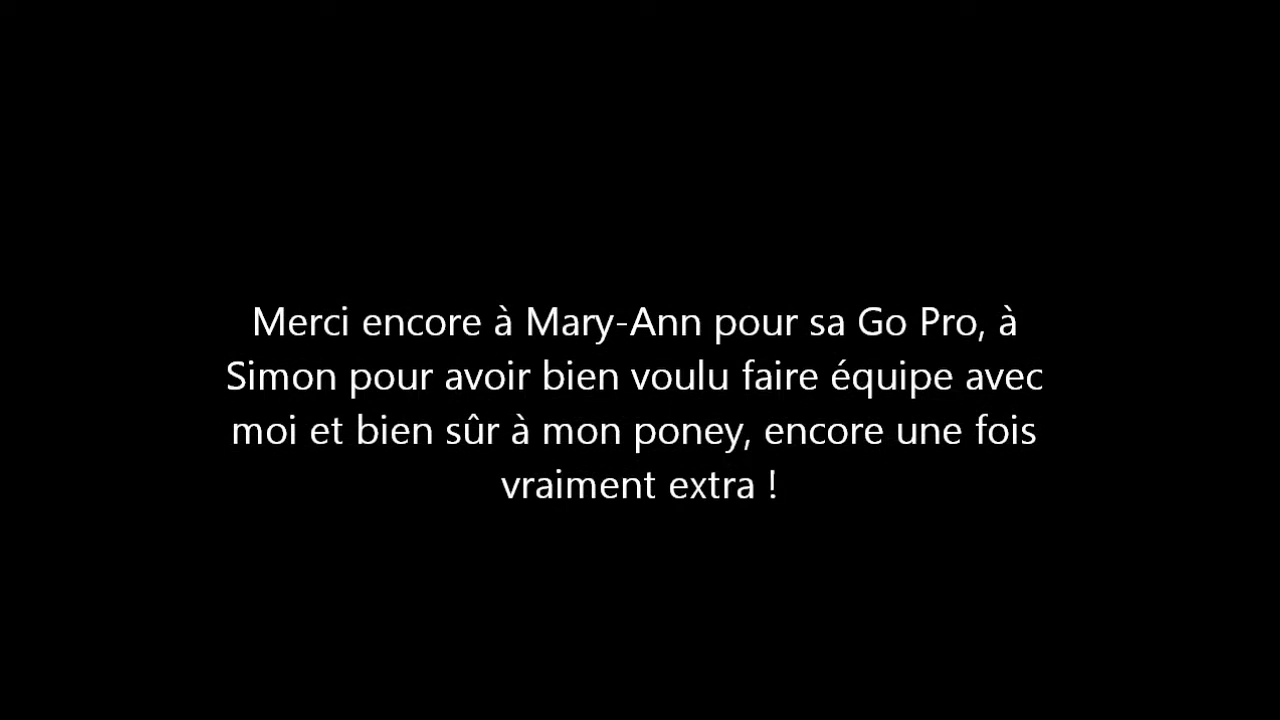 Merci encore à Mary-Ann pour sa Go Pro, à
Simon pour avoir bien voulu faire équipe avec
moi et bien sûr à mon poney, encore une fois
vraiment extra !